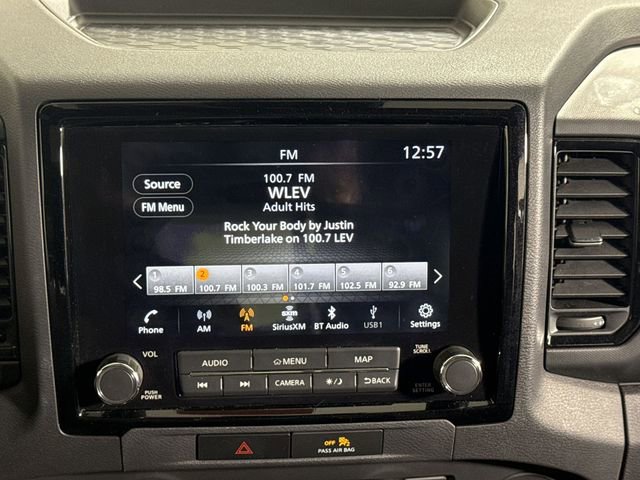 FM 12:57
100.7 FM
Source
WLEV
FM Menu
Adult Hits
Rock Your Body by Justin
Timberlake on 100.7 LEV
1 2 3 4 5 6
98.5 FM 100.7 FM 100.3 FM 101.7 FM 102.5 FM 92.9 FM
Phone AM FM SiriusXM BT Audio USB1 Settings
VOL AUDIO MENU MAP TUNE SCROLL
CAMERA BACK
PUSH POWER ENTER SETTING
OFF
PASS AIR BAG